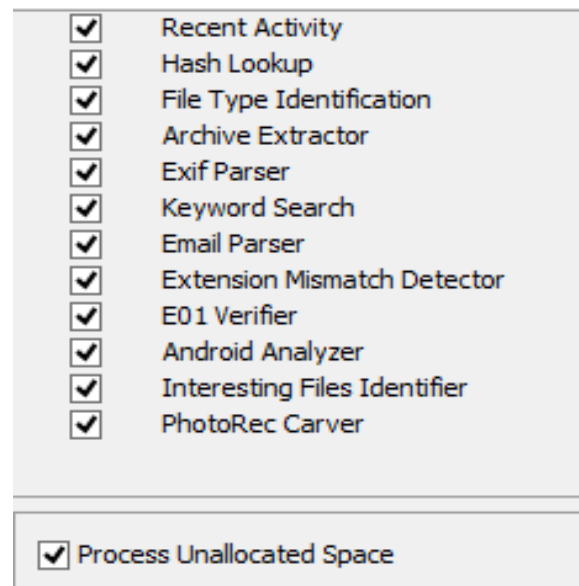 Recent Activity
Hash Lookup
File Type Identification
Archive Extractor
Exif Parser
Keyword Search
Email Parser
Extension Mismatch Detector
E01 Verifier
Android Analyzer
Interesting Files Identifier
PhotoRec Carver
Process Unallocated Space